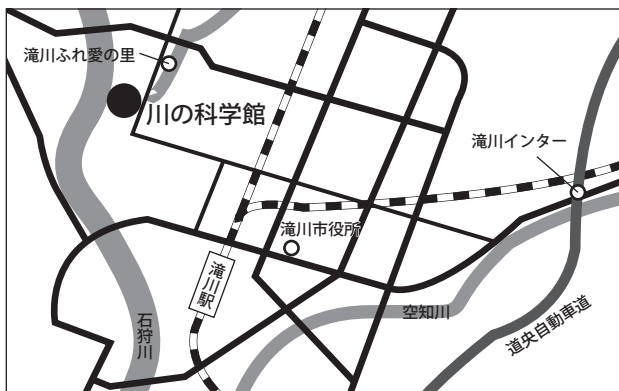 滝川ふれ愛の里
川の科学館
滝川インター
滝川市役所
滝川駅
空知川
石狩川
道央自動車道